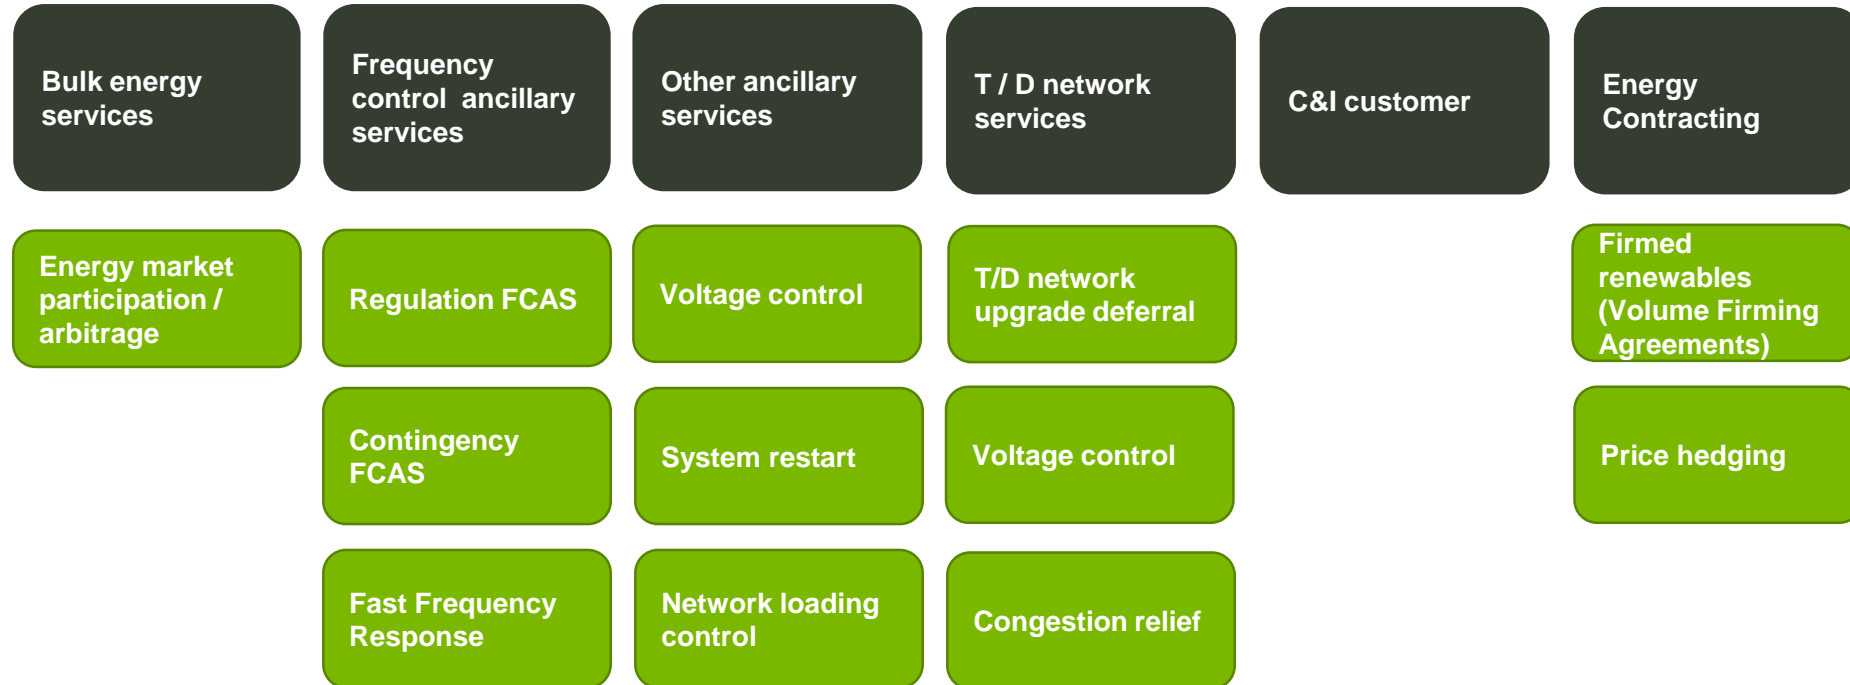 Bulk energy
services
Frequency
control  ancillary
services
Other ancillary
services
T / D network
services
C&I customer
Energy
Contracting
Energy market
participation /
arbitrage
Regulation FCAS
Voltage control
T/D network
upgrade deferral
Firmed
renewables
(Volume Firming
Agreements)
Contingency
FCAS
System restart
Voltage control
Price hedging
Fast Frequency
Response
Network loading
control
Congestion relief